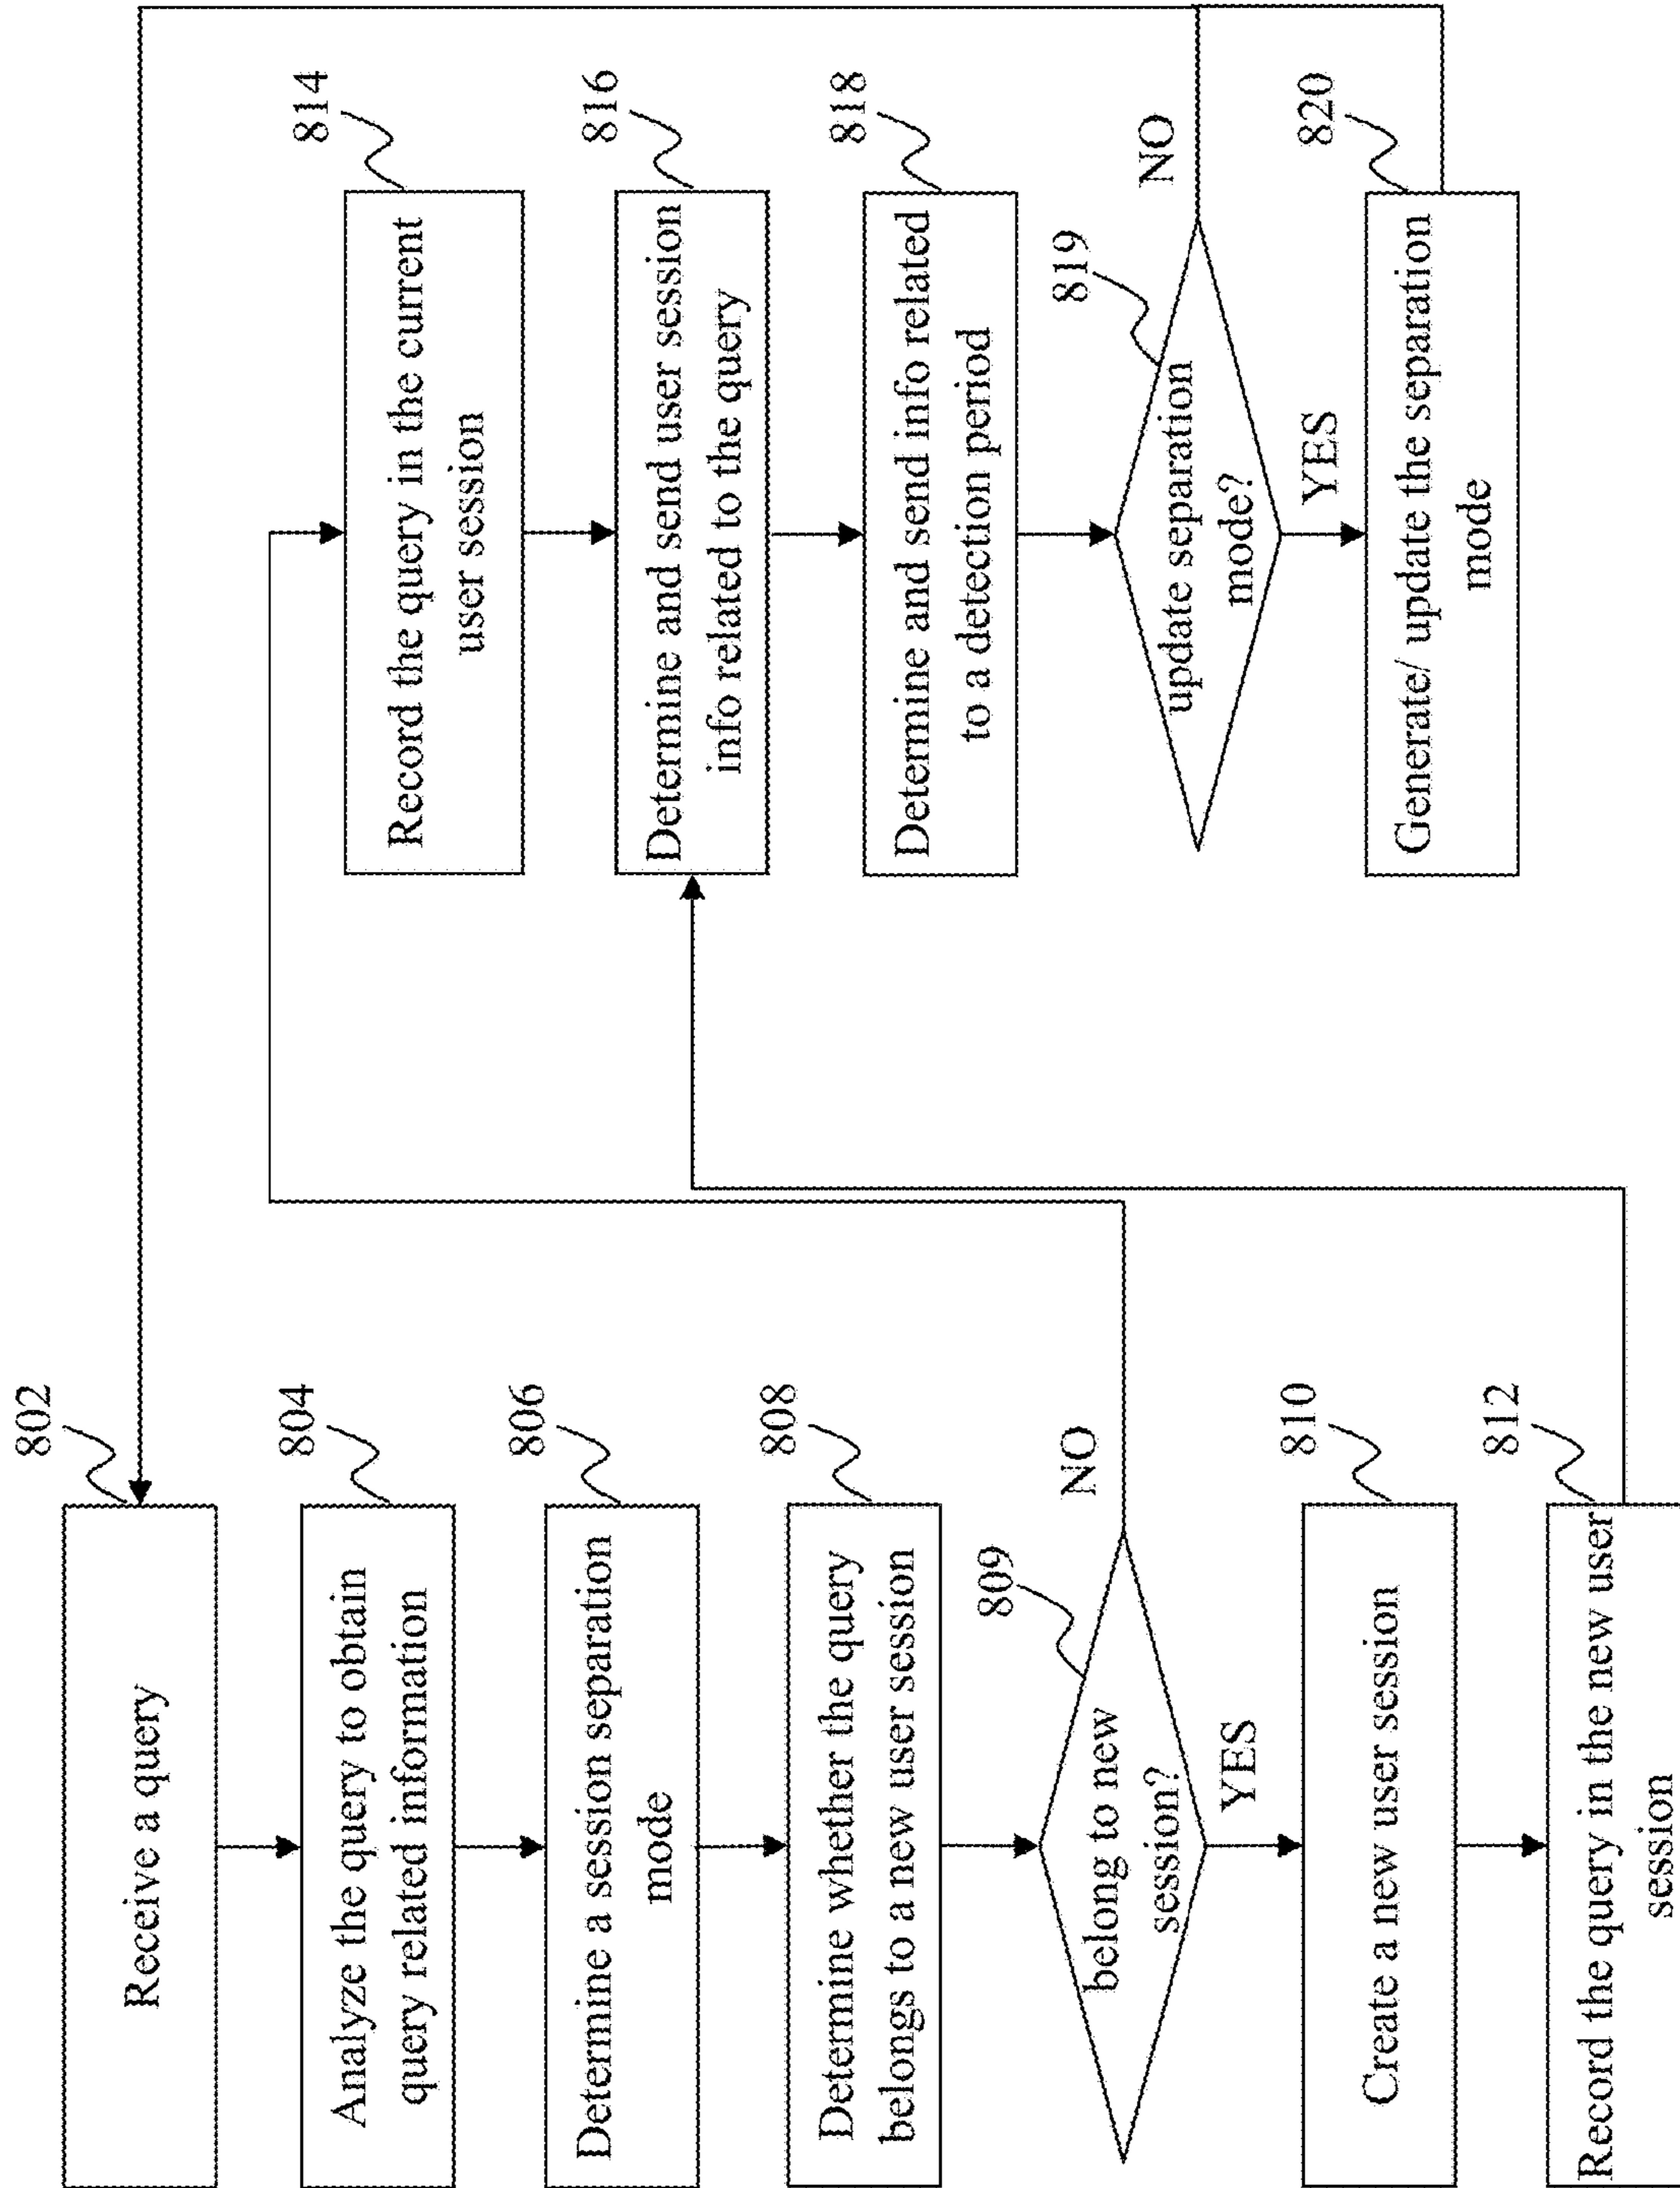 802
Receive a query
804
Analyze the query to obtain
query related information
806
Determine a session separation
mode
808
Determine whether the query
belongs to a new user session
809
belong to new
session?
NO
YES
810
Create a new user session
812
Record the query in the new user
session
814
Record the query in the current
user session
816
Determine and send user session
info related to the query
818
Determine and send info related
to a detection period
819
update separation
mode?
NO
YES
820
Generate/ update the separation
mode